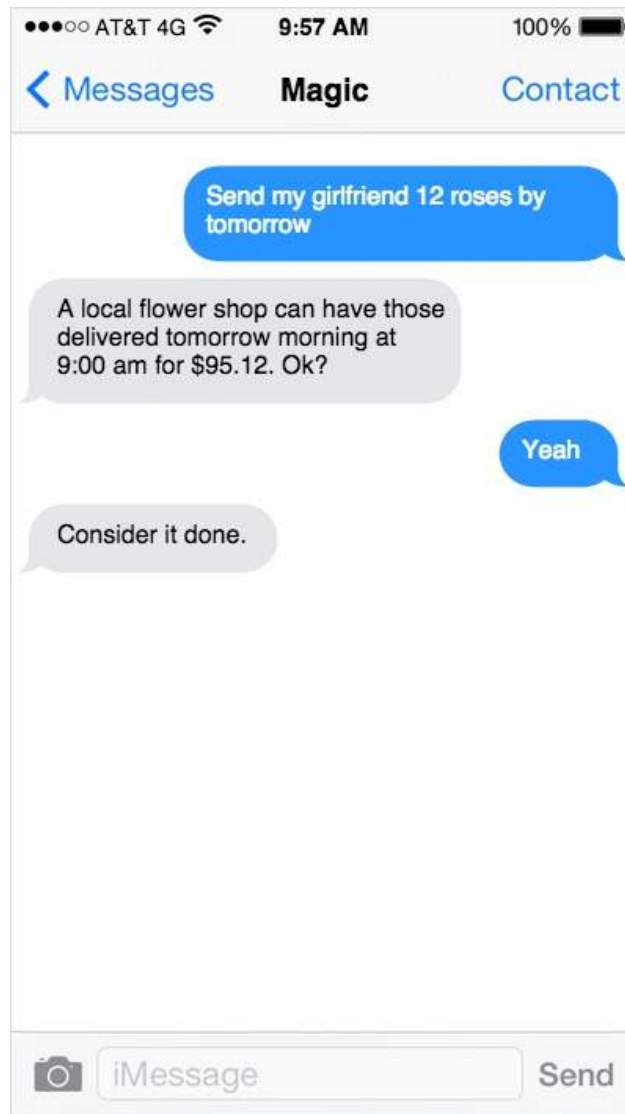 AT&T 4G 9:57 AM 100%
Messages Magic Contact
Send my girlfriend 12 roses by
tomorrow
A local flower shop can have those
delivered tomorrow morning at
9:00 am for $95.12. Ok?
Yeah
Consider it done.
iMessage Send